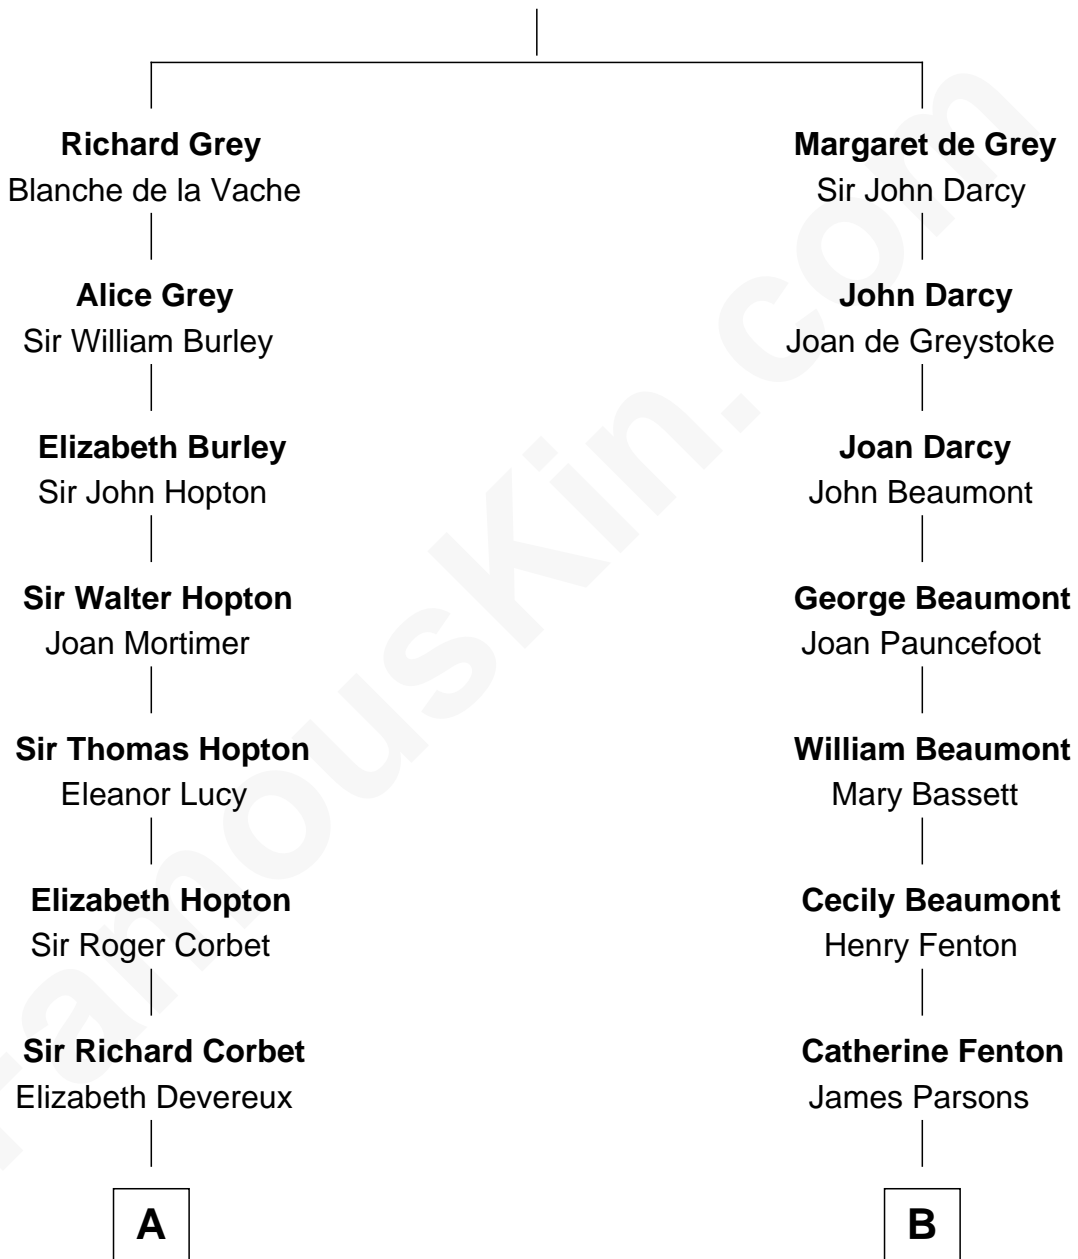 Richard Grey
Blanche de la Vache
Alice Grey
Sir William Burley
Elizabeth Burley
Sir John Hopton
Sir Walter Hopton
Joan Mortimer
Sir Thomas Hopton
Eleanor Lucy
Elizabeth Hopton
Sir Roger Corbet
Sir Richard Corbet
Elizabeth Devereux
A
Margaret de Grey
Sir John Darcy
John Darcy
Joan de Greystoke
Joan Darcy
John Beaumont
George Beaumont
Joan Pauncefoot
William Beaumont
Mary Bassett
Cecily Beaumont
Henry Fenton
Catherine Fenton
James Parsons
B
FamousKin.com